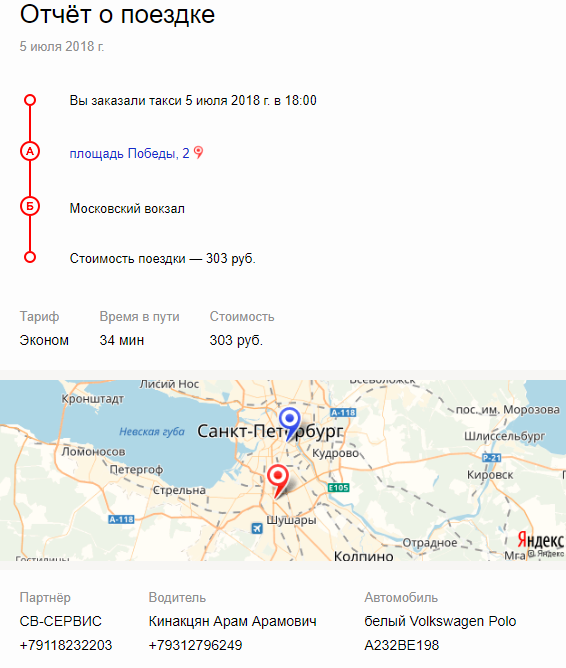 Отчёт о поездке
5 июля 2018 г.
Вы заказали такси 5 июля 2018 г. в 18:00
А
площадь Победы, 2
Б
Московский вокзал
Стоимость поездки — 303 руб.
Тариф Время в пути Стоимость
Эконом 34 мин 303 руб.
Лисий Нос
Всеволожск
Кронштадт
А-118
пос. им. Морозова
Невская губа
Санкт-Петербург
Шлиссельбург
Ломоносов
Кудрово
Р-21
Петергоф
Кировск
Стрельна
Е105
А-118
Шушары
Отрадное
Яндекс
Гостилицы
Колпино
Мга
© Яндекс
Партнёр Водитель Автомобиль
СВ-СЕРВИС Кинакцян Арам Арамович белый Volkswagen Polo
+79118232203 +79312796249 А232ВЕ198